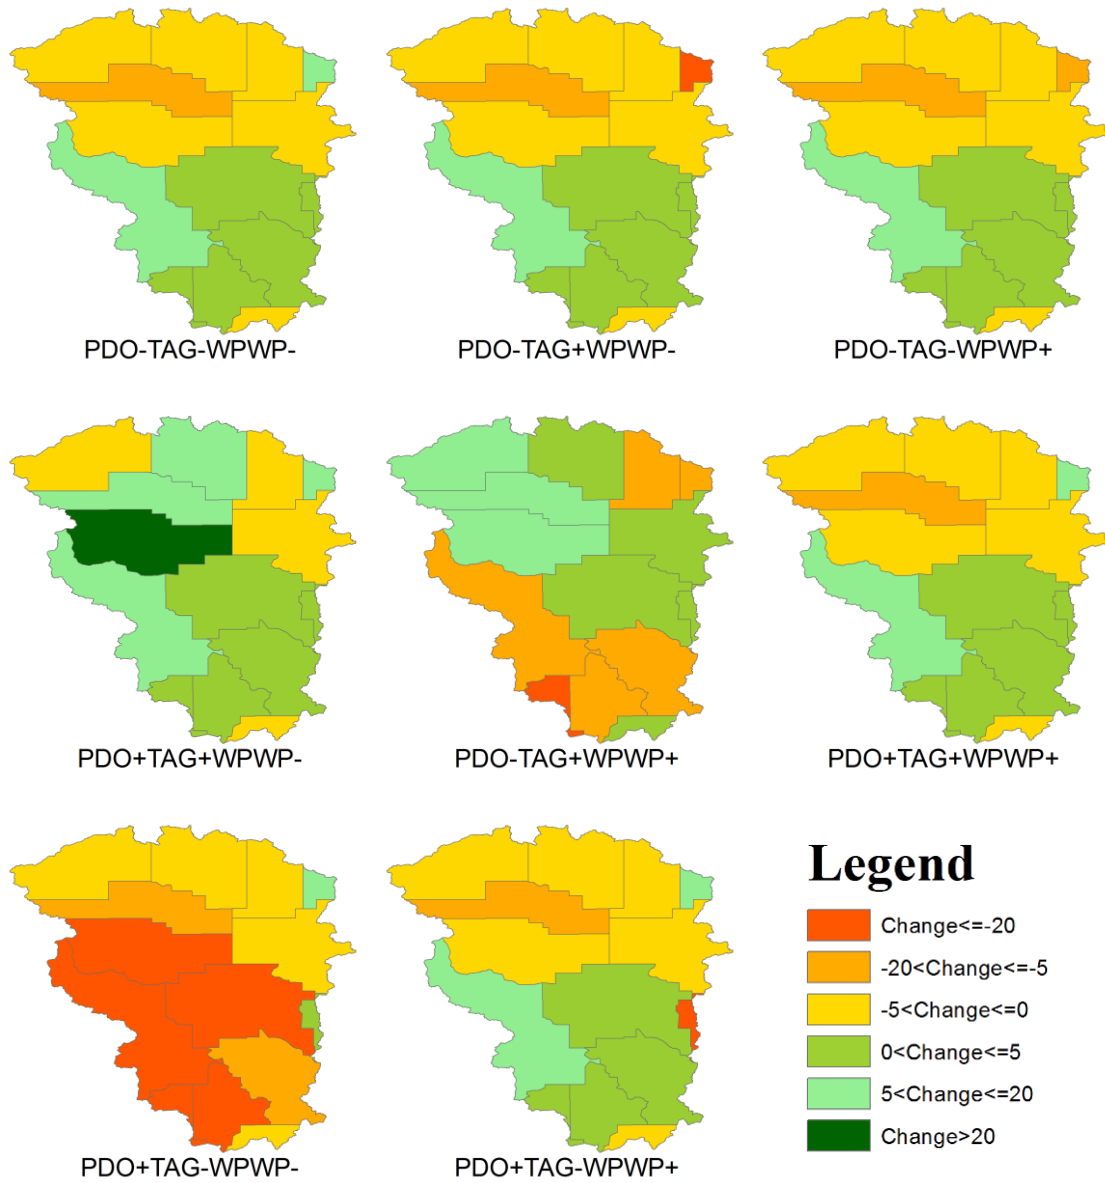 PDO-TAG-WPWP-
PDO-TAG+WPWP-
PDO-TAG-WPWP+
PDO+TAG+WPWP-
PDO-TAG+WPWP+
PDO+TAG+WPWP+
PDO+TAG-WPWP-
PDO+TAG-WPWP+
Legend
Change<=-20
-20<Change<=-5
-5<Change<=0
0<Change<=5
5<Change<=20
Change>20